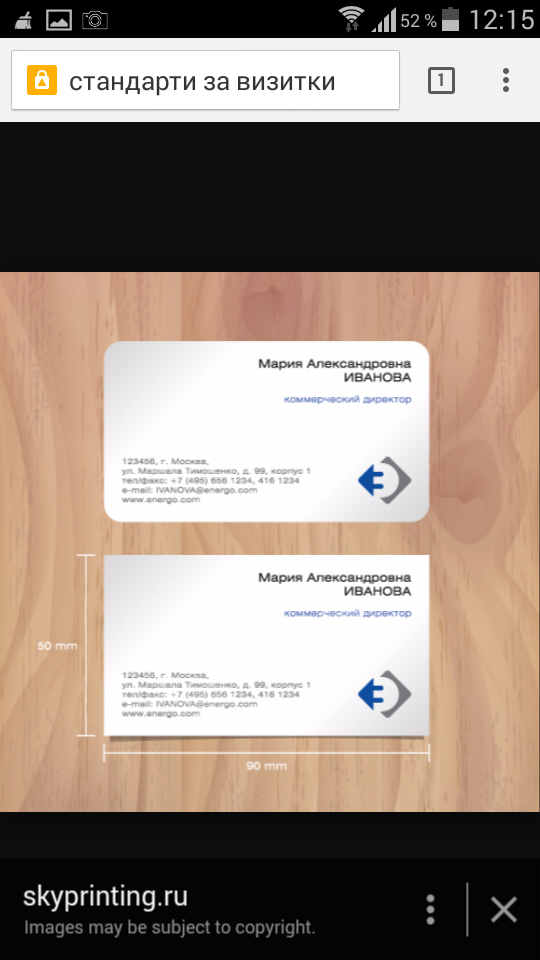 52 %
12:15
стандарти за визитки
1
Мария Александровна
ИВАНОВА
коммерческий директор
123456, г. Москва,
ул. Маршала Тимошенко, д. 99, корпус 1
тел/факс: +7 (495) 656 1234, 416 1234
e-mail: IVANOVA@energo.com
www.energo.com
Мария Александровна
ИВАНОВА
коммерческий директор
50 mm
123456, г. Москва,
ул. Маршала Тимошенко, д. 99, корпус 1
тел/факс: +7 (495) 656 1234, 416 1234
e-mail: IVANOVA@energo.com
www.energo.com
90 mm
skyprinting.ru
Images may be subject to copyright.